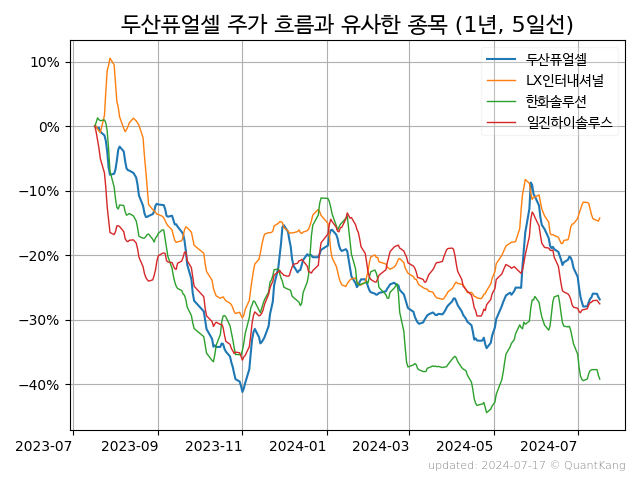 두산퓨얼셀 주가 흐름과 유사한 종목 (1년, 5일선)
두산퓨얼셀
LX인터내셔널
한화솔루션
일진하이솔루스
10%
0%
−10%
−20%
−30%
−40%
2023-07 2023-09 2023-11 2024-01 2024-03 2024-05 2024-07
updated: 2024-07-17 © QuantKang